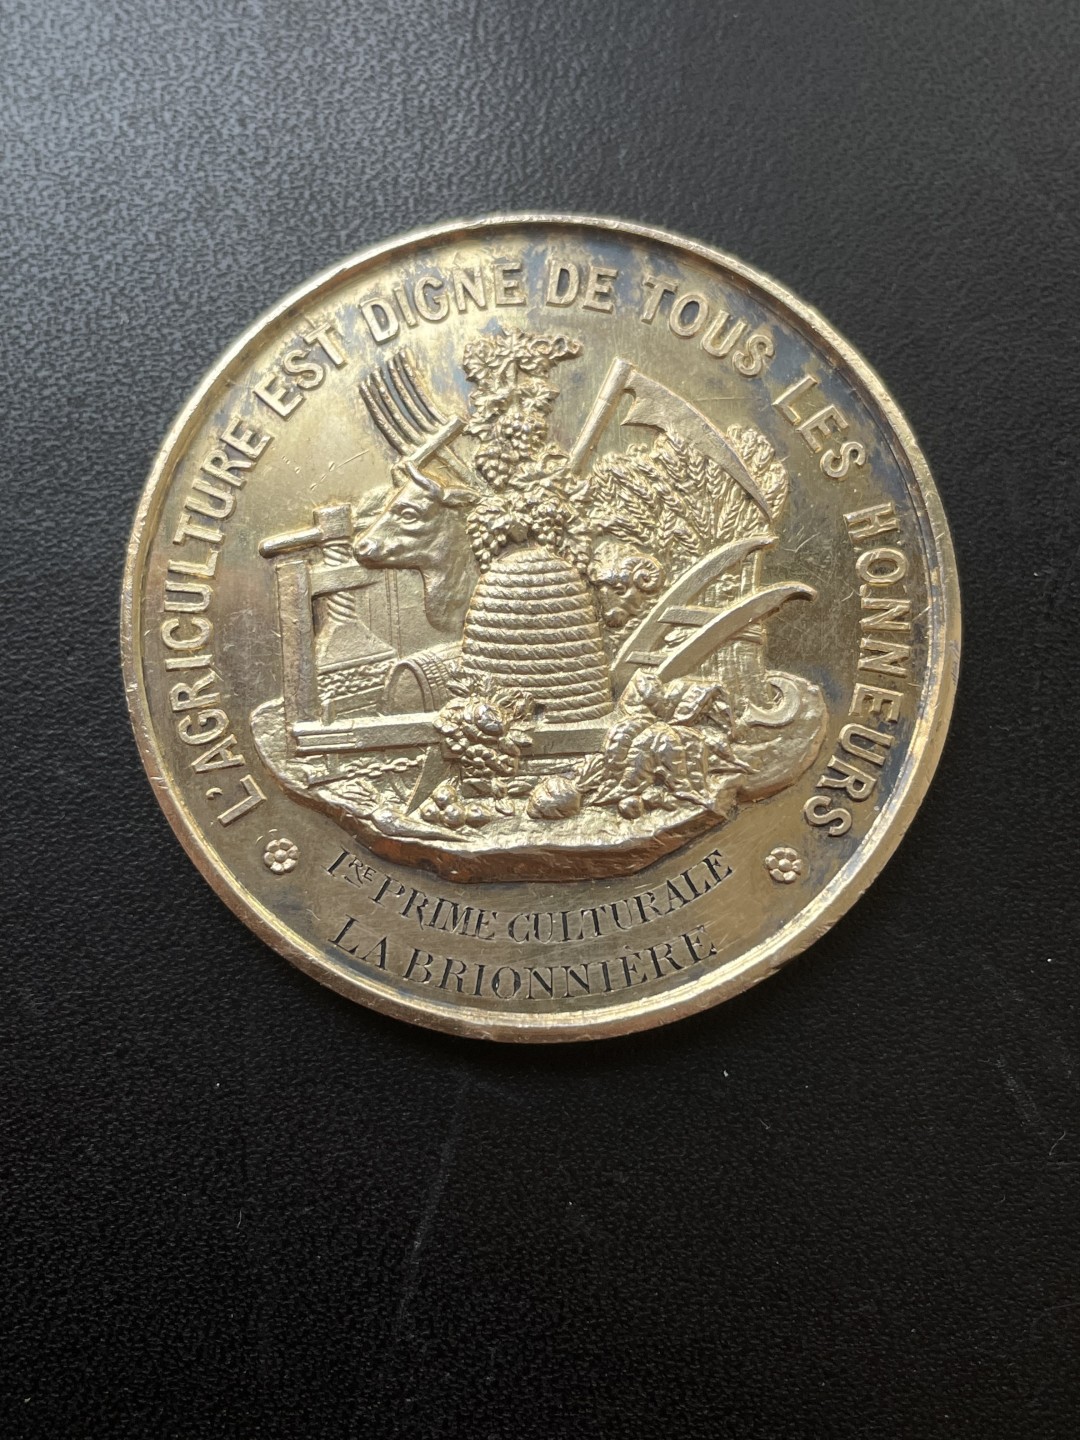 L'AGRICULTURE EST DIGNE DE TOUS LES HONNEURS
1RE PRIME CULTURALE
LA BRIONNIÈRE